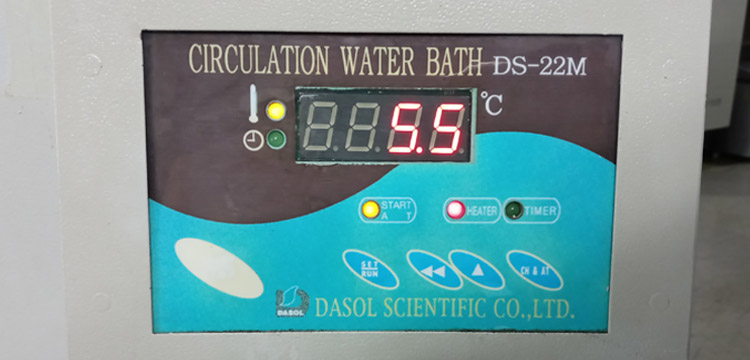 CIRCULATION WATER BATH DS-22M
5.5 °C
START
A T
HEATER
TIMER
SET
RUN
CH & AT
DASOL
DASOL SCIENTIFIC CO.,LTD.